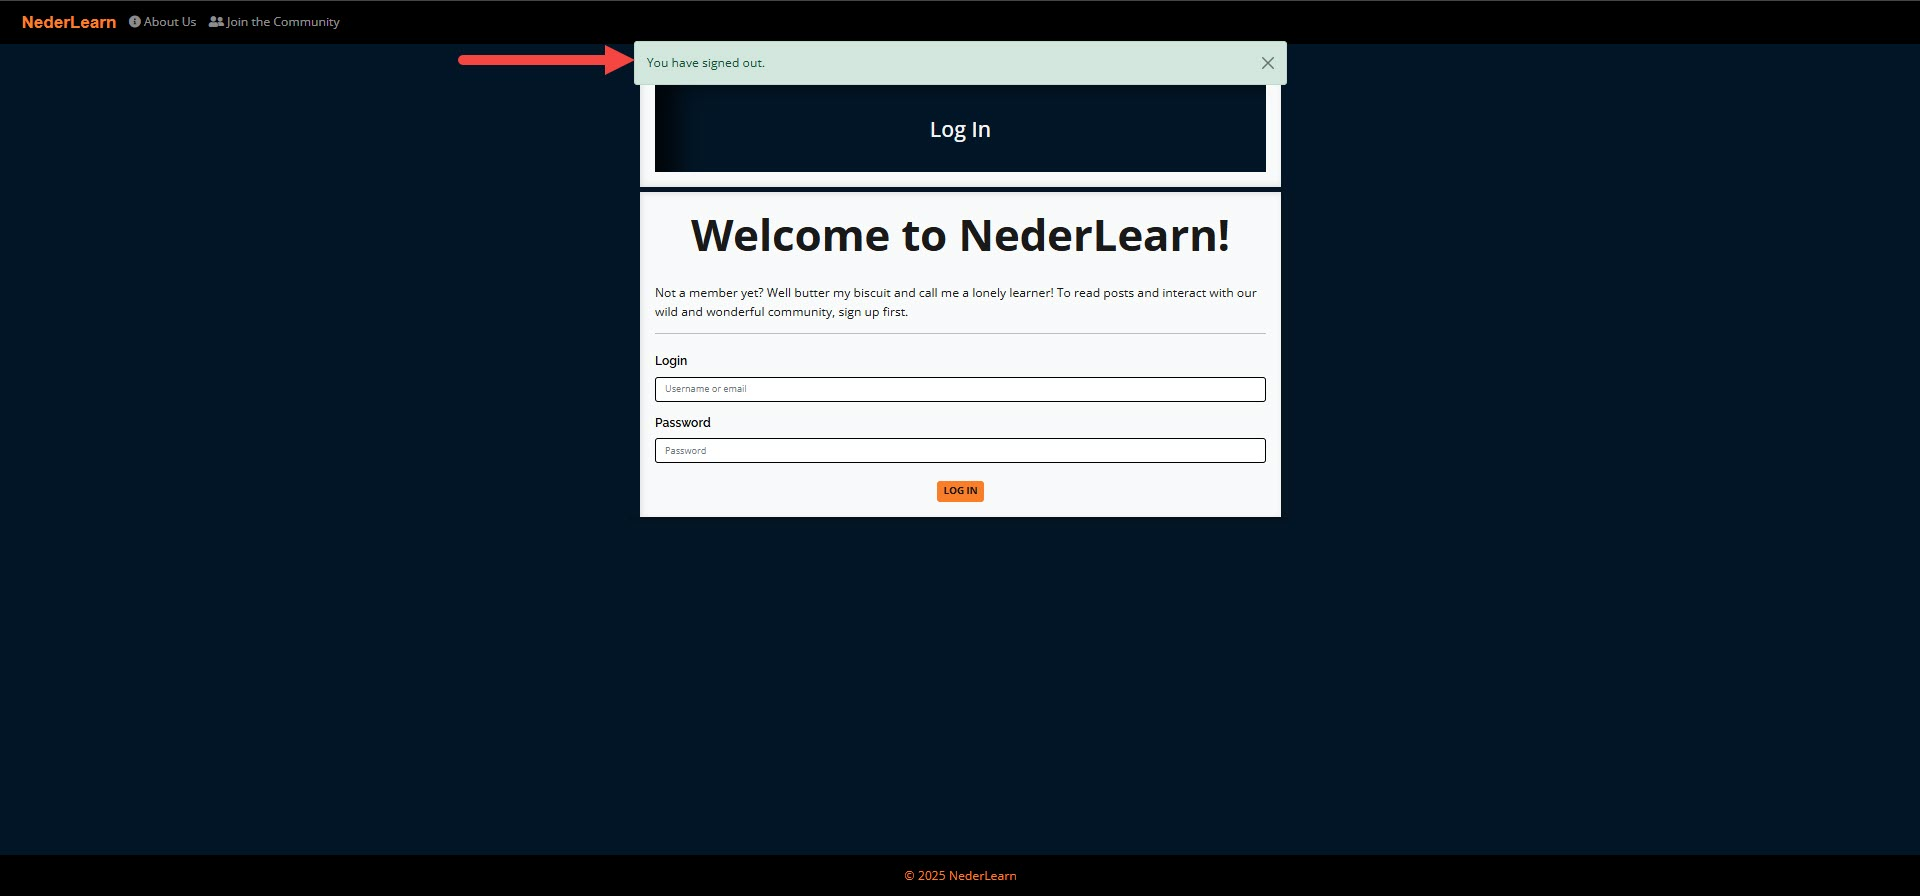 NederLearn About Us Join the Community
You have signed out.
Log In
Welcome to NederLearn!
Not a member yet? Well butter my biscuit and call me a lonely learner! To read posts and interact with our
wild and wonderful community, sign up first.
Login
Username or email
Password
Password
LOG IN
© 2025 NederLearn